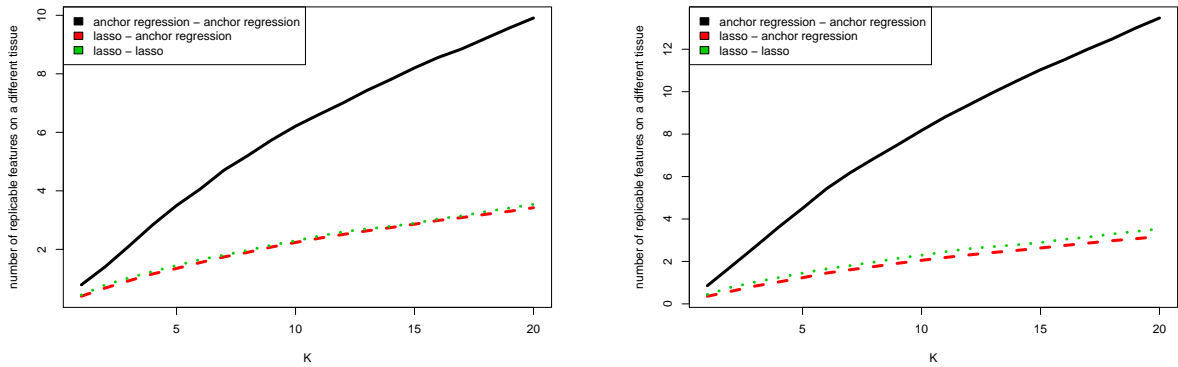 number of replicable features on a different tissue
10
8
6
4
2
anchor regression − anchor regression
lasso − anchor regression
lasso − lasso
5
10
15
20
K
number of replicable features on a different tissue
12
10
8
6
4
2
0
anchor regression − anchor regression
lasso − anchor regression
lasso − lasso
5
10
15
20
K